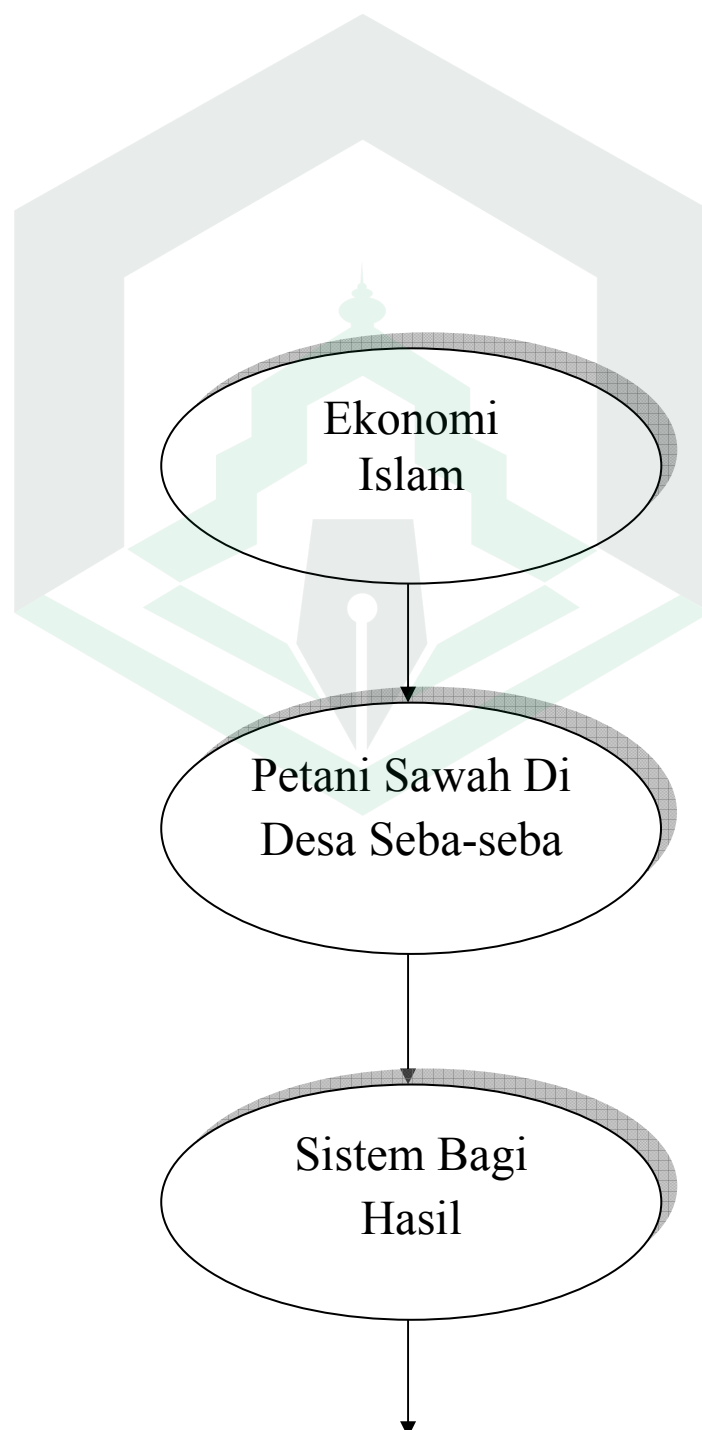 Ekonomi
Islam
Petani Sawah Di
Desa Seba-seba
Sistem Bagi
Hasil